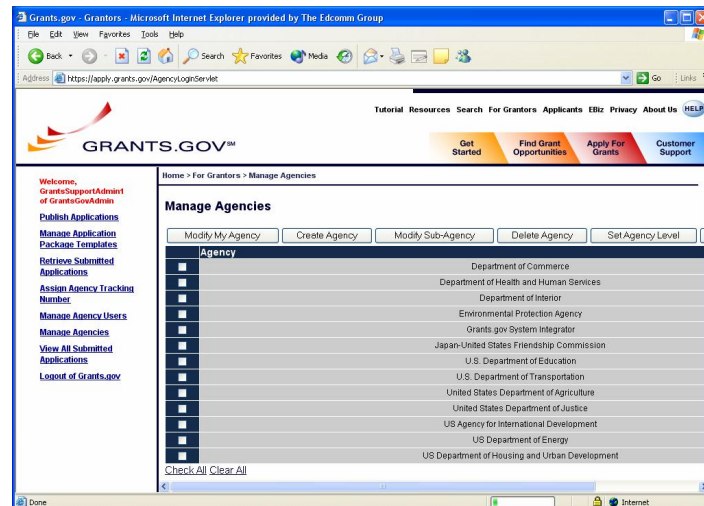 Grants.gov - Grantors - Microsoft Internet Explorer provided by The Edcomm Group
File Edit View Favorites Tools Help
Back Search Favorites Media
Address https://apply.grants.gov/AgencyLoginServlet Go Links
Tutorial Resources Search For Grantors Applicants EBiz Privacy About Us HELP
GRANTS.GOV SM
Get Started
Find Grant Opportunities
Apply For Grants
Customer Support
Welcome,
GrantsSupportAdmin1
of GrantsGovAdmin
Publish Applications
Manage Application
Package Templates
Retrieve Submitted
Applications
Assign Agency Tracking
Number
Manage Agency Users
Manage Agencies
View All Submitted
Applications
Logout of Grants.gov
Home > For Grantors > Manage Agencies
Manage Agencies
Modify My Agency Create Agency Modify Sub-Agency Delete Agency Set Agency Level
Agency
Department of Commerce
Department of Health and Human Services
Department of Interior
Environmental Protection Agency
Grants.gov System Integrator
Japan-United States Friendship Commission
U.S. Department of Education
U.S. Department of Transportation
United States Department of Agriculture
United States Department of Justice
US Agency for International Development
US Department of Energy
US Department of Housing and Urban Development
Check All Clear All
Done Internet